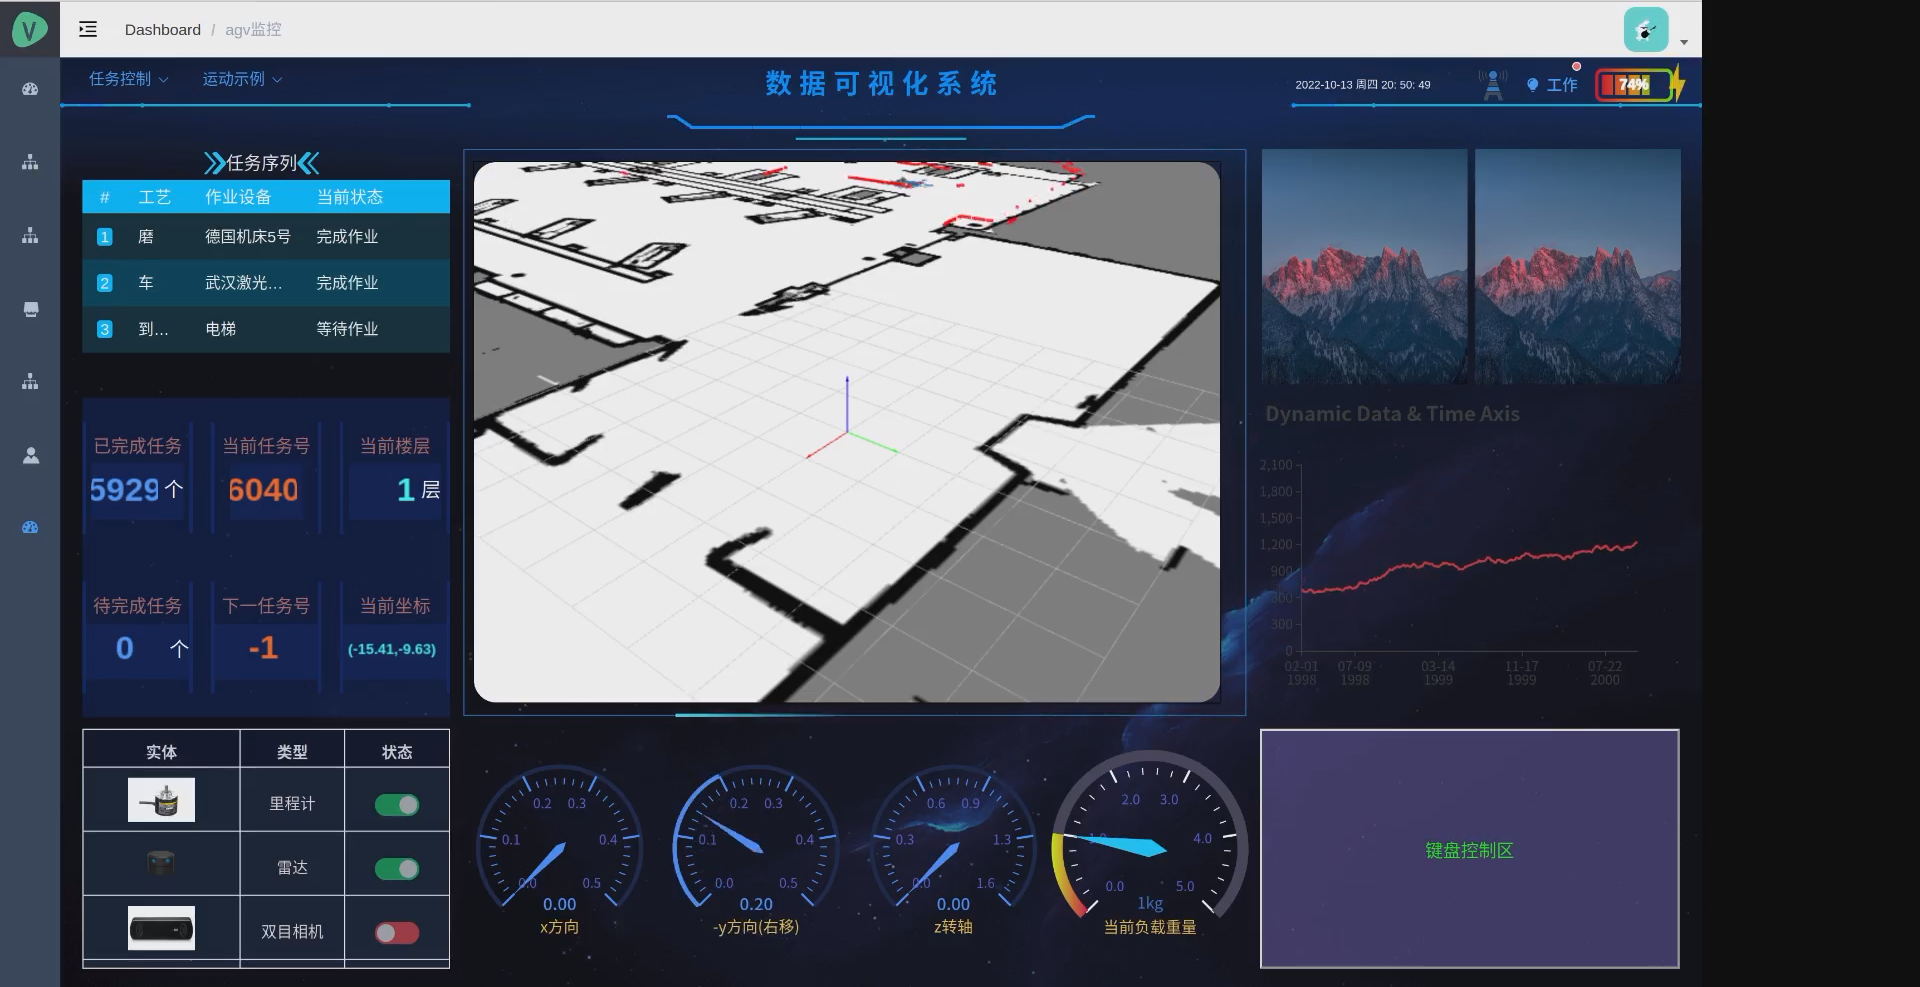 V
Dashboard / agv监控
任务控制
运动示例
数据可视化系统
2022-10-13 周四 20: 50: 49
工作
74%
任务序列
# 工艺 作业设备 当前状态
1 磨 德国机床5号 完成作业
2 车 武汉激光... 完成作业
3 到... 电梯 等待作业
已完成任务 当前任务号 当前楼层
5929 个 6040 1 层
待完成任务 下一任务号 当前坐标
0 个 -1 (-15.41,-9.63)
Dynamic Data & Time Axis
2,100
1,800
1,500
1,200
900
600
300
0
02-01 1998
07-09 1998
03-14 1999
11-17 1999
07-22 2000
实体 类型 状态
里程计
雷达
双目相机
0.0 0.1 0.2 0.3 0.4 0.5
0.00
x方向
0.0 0.1 0.2 0.3 0.4 0.5
0.20
-y方向(右移)
0.0 0.3 0.6 0.9 1.3 1.6
0.00
z转轴
0.0 1.0 2.0 3.0 4.0 5.0
1kg
当前负载重量
键盘控制区